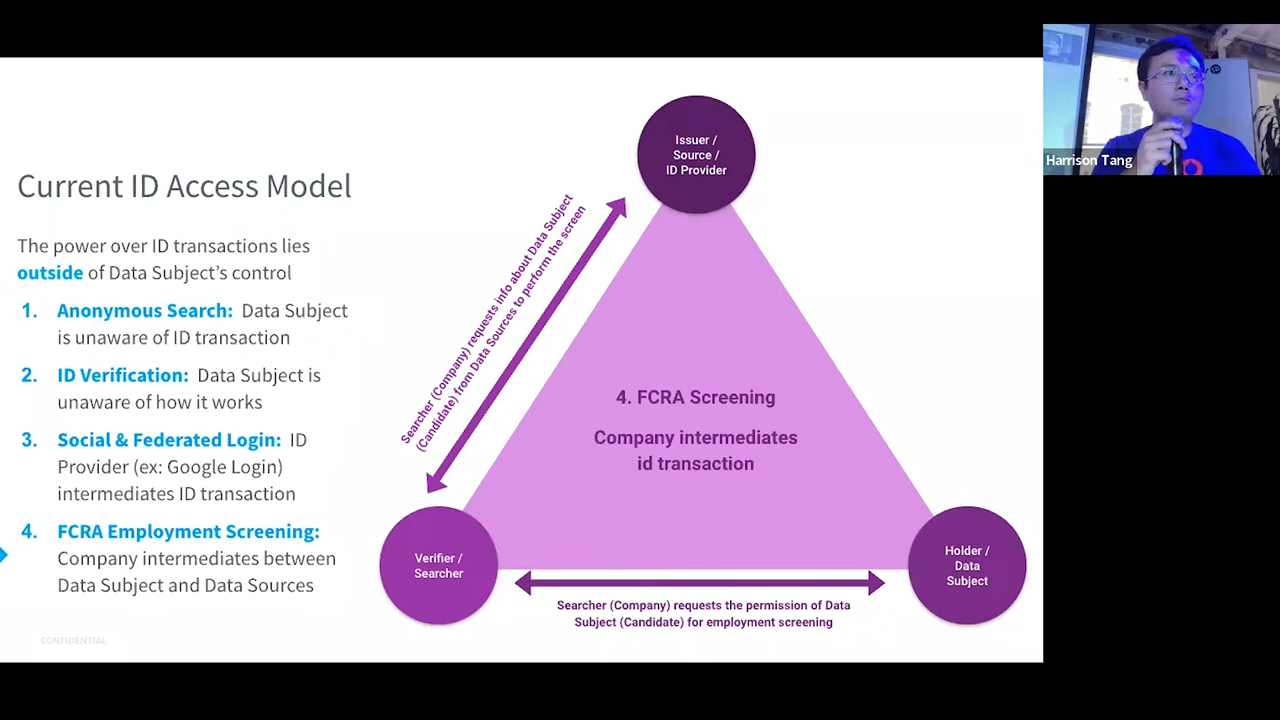 Current ID Access Model
The power over ID transactions lies
outside of Data Subject's control
1. Anonymous Search: Data Subject
is unaware of ID transaction
2. ID Verification: Data Subject is
unaware of how it works
3. Social & Federated Login: ID
Provider (ex: Google Login)
intermediates ID transaction
4. FCRA Employment Screening:
Company intermediates between
Data Subject and Data Sources
CONFIDENTIAL
Issuer /
Source /
ID Provider
Searcher (Company) requests info about Data Subject
(Candidate) from Data Sources to perform the screen
4. FCRA Screening
Company intermediates
id transaction
Verifier /
Searcher
Holder /
Data
Subject
Searcher (Company) requests the permission of Data
Subject (Candidate) for employment screening
Harrison Tang